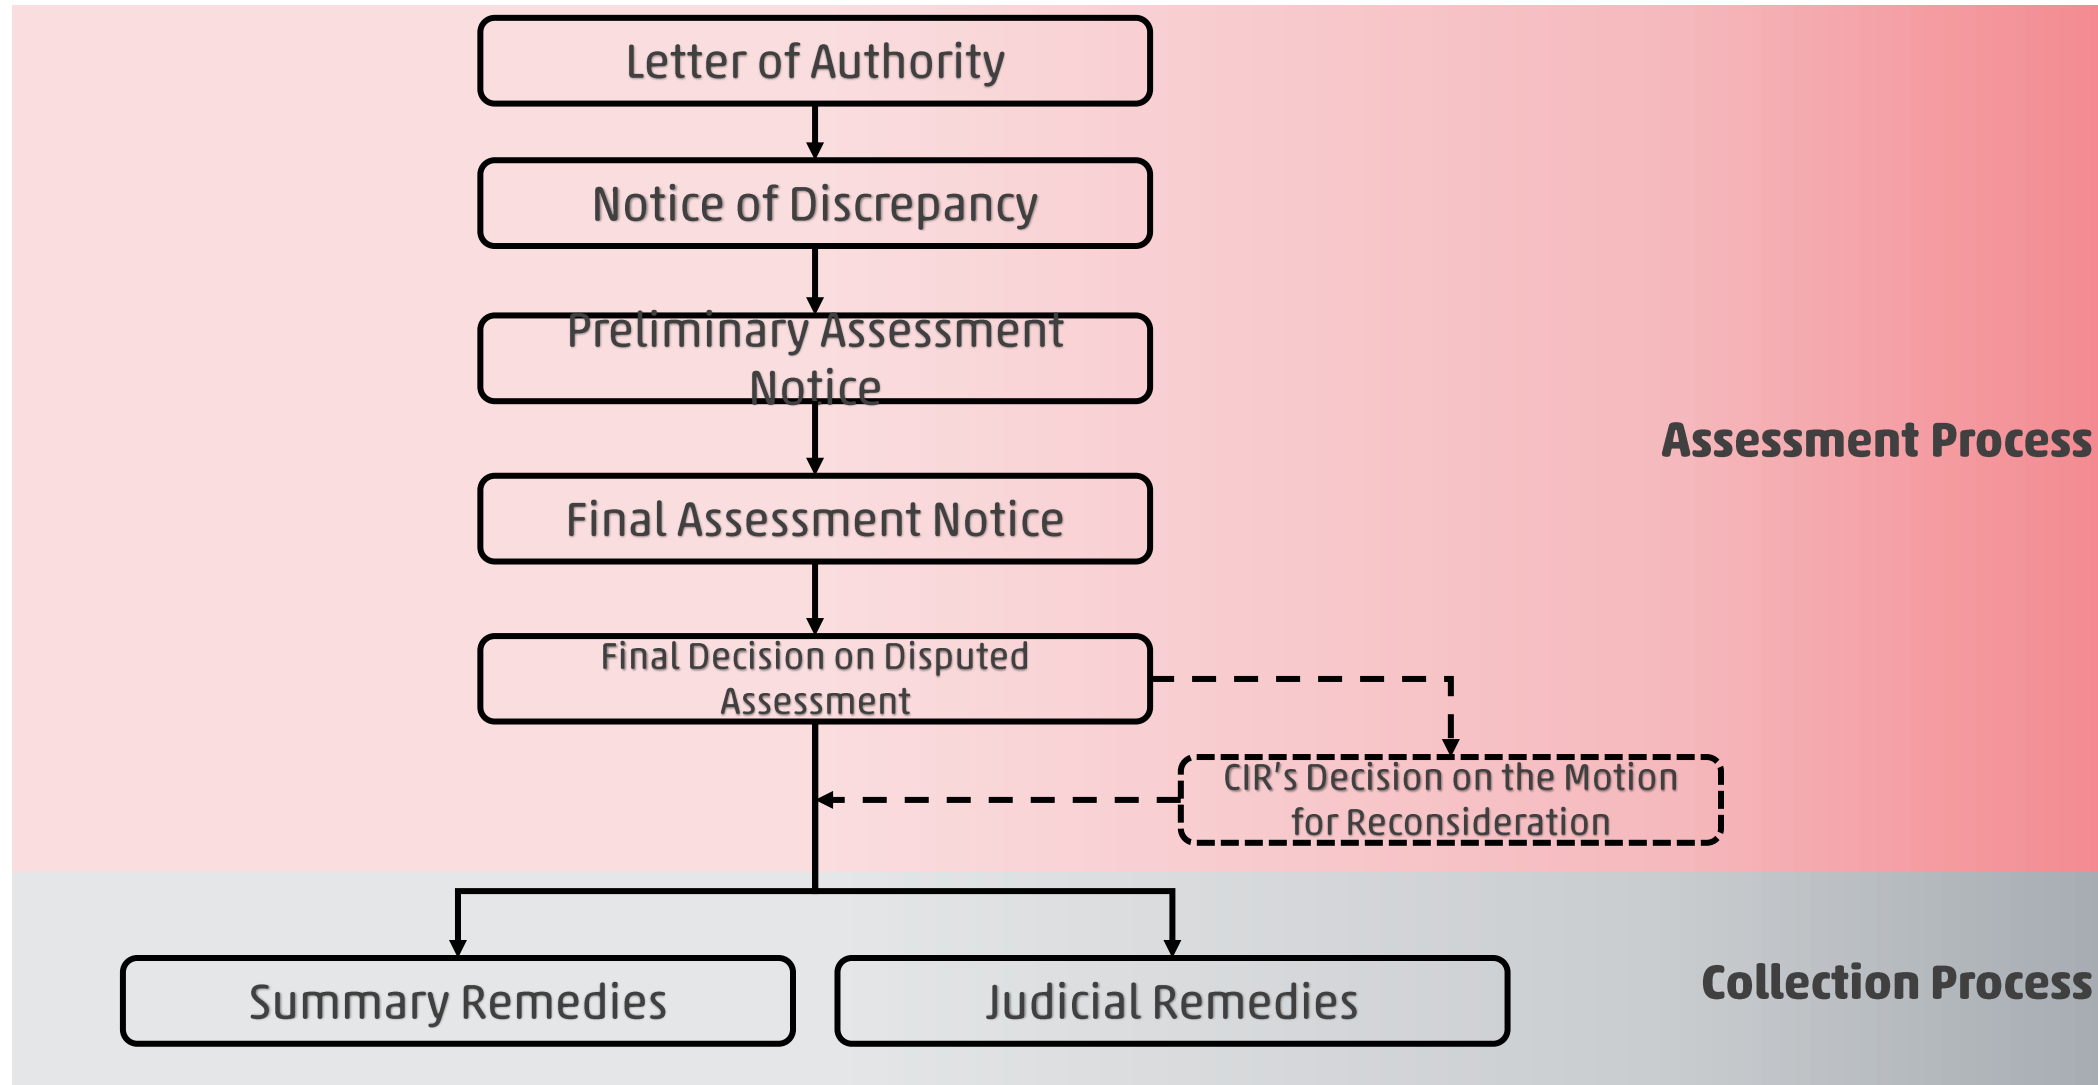 Letter of Authority
Notice of Discrepancy
Preliminary Assessment
Notice
Assessment Process
Final Assessment Notice
Final Decision on Disputed
Assessment
CIR's Decision on the Motion
for Reconsideration
Collection Process
Summary Remedies
Judicial Remedies